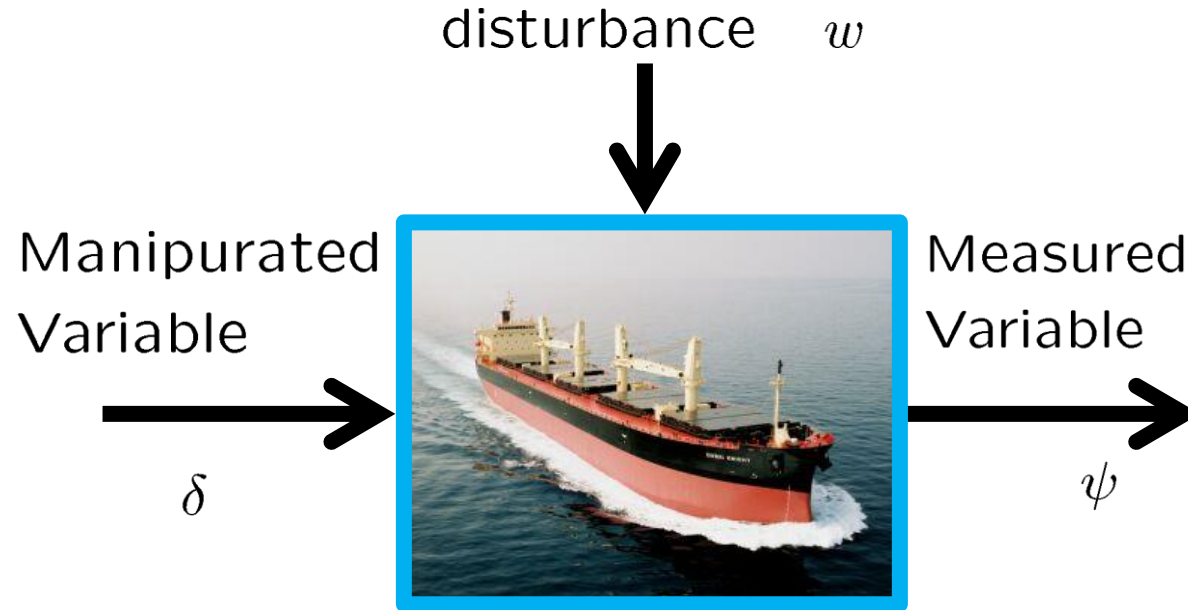 disturbance w
Manipurated
Variable
δ
Measured
Variable
ψ